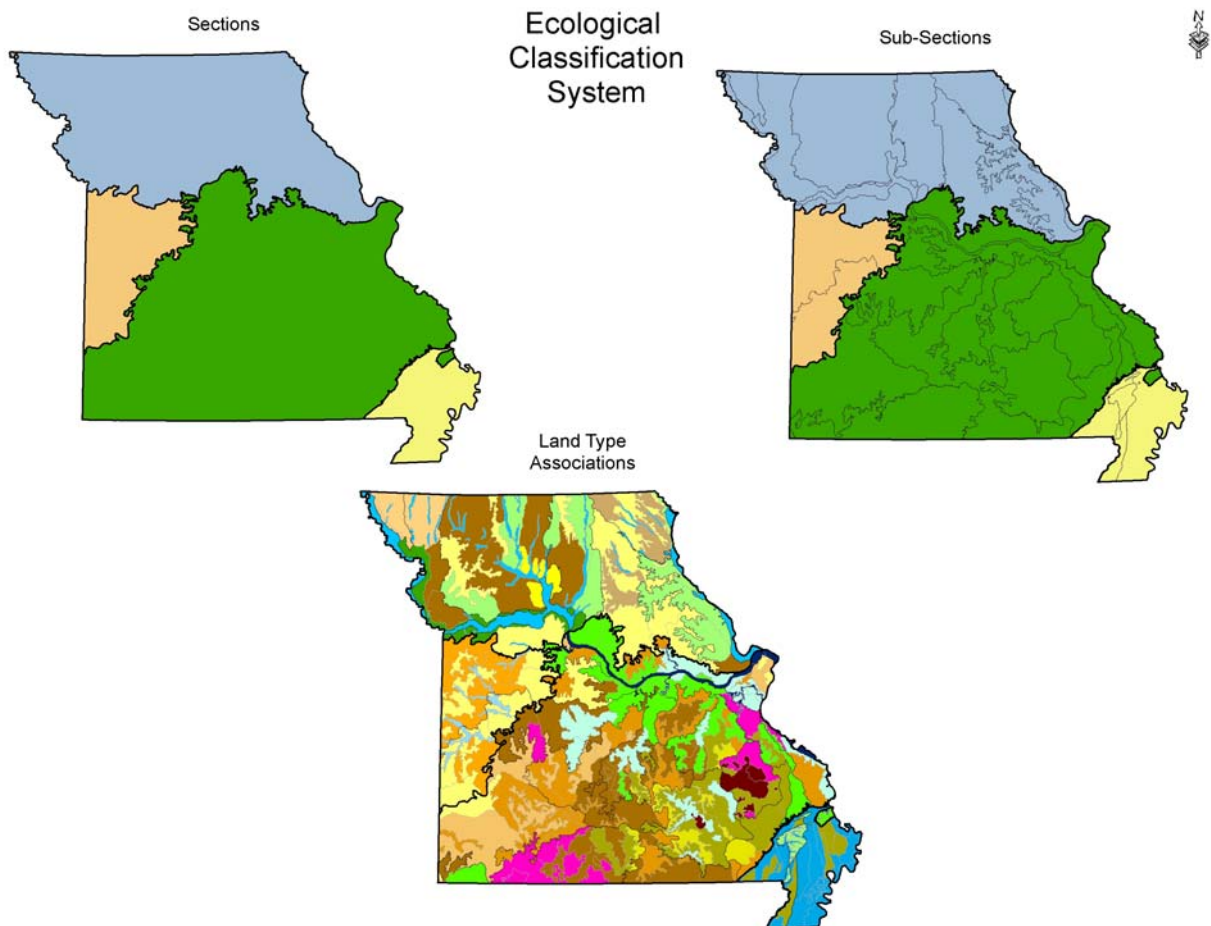 Sections
Ecological
Classification
System
Sub-Sections
N
Land Type
Associations